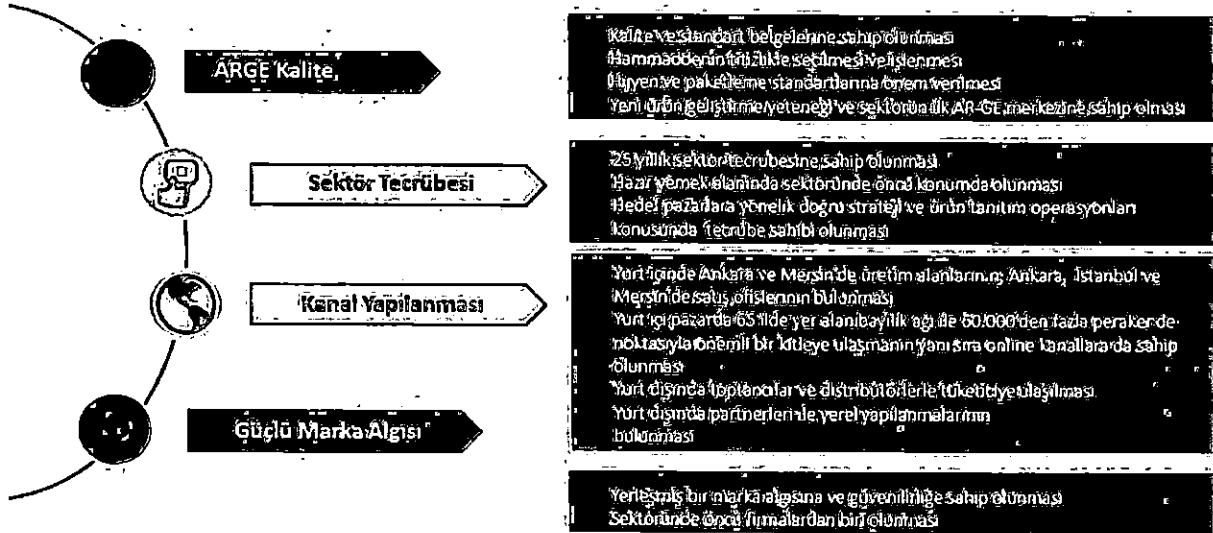 ARGE Kalite,
Kalite ve standart belgelerine sahip olunması
Hammaddenin titizlikle seçilmesi ve işlenmesi
Hijyen ve paketleme standartlarına önem verilmesi
Yeni ürün geliştirme yeteneği ve sektörün ilk AR-GE merkezine sahip olması
Sektör Tecrübesi
25 yıllık sektör tecrübesine sahip olunması
Hazır yemek alanında sektöründe öncü konumda olunması
Hedef pazarlara yönelik doğru strateji ve ürün tanıtım operasyonları
konusunda tecrübe sahibi olunması
Kanal Yapılanması
Yurt içinde Ankara ve Mersin'de üretim alanlarının; Ankara, İstanbul ve
Mersin'de satış ofislerinin bulunması
Yurt içi pazarda 65 ilde yer alan bayilik ağı ile 60.000'den fazla perakende
noktasıyla önemli bir kitleye ulaşmanın yanı sıra online kanallara da sahip
olunması
Yurt dışında toptancılar ve distribütörlerle tüketiciye ulaşılması
Yurt dışında partnerleri ile yerel yapılanmalarının
bulunması
Güçlü Marka Algısı
Yerleşmiş bir marka algısına ve güvenilirliğe sahip olunması
Sektöründe öncü firmalardan biri olunması